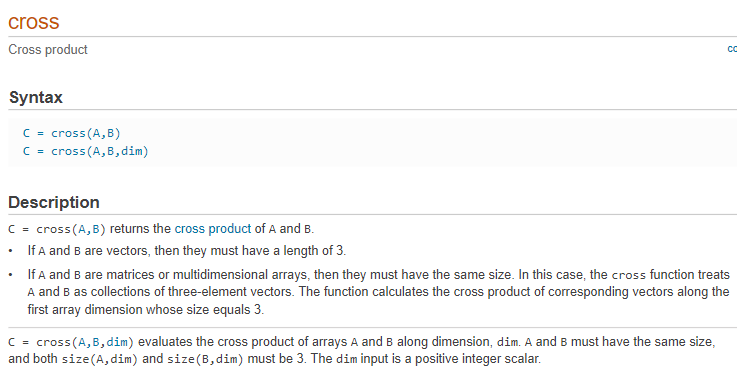 cross
Cross product
Syntax
C = cross(A,B)
C = cross(A,B,dim)
Description
C = cross(A,B) returns the cross product of A and B.
• If A and B are vectors, then they must have a length of 3.
• If A and B are matrices or multidimensional arrays, then they must have the same size. In this case, the cross function treats
A and B as collections of three-element vectors. The function calculates the cross product of corresponding vectors along the
first array dimension whose size equals 3.
C = cross(A,B,dim) evaluates the cross product of arrays A and B along dimension, dim. A and B must have the same size,
and both size(A,dim) and size(B,dim) must be 3. The dim input is a positive integer scalar.